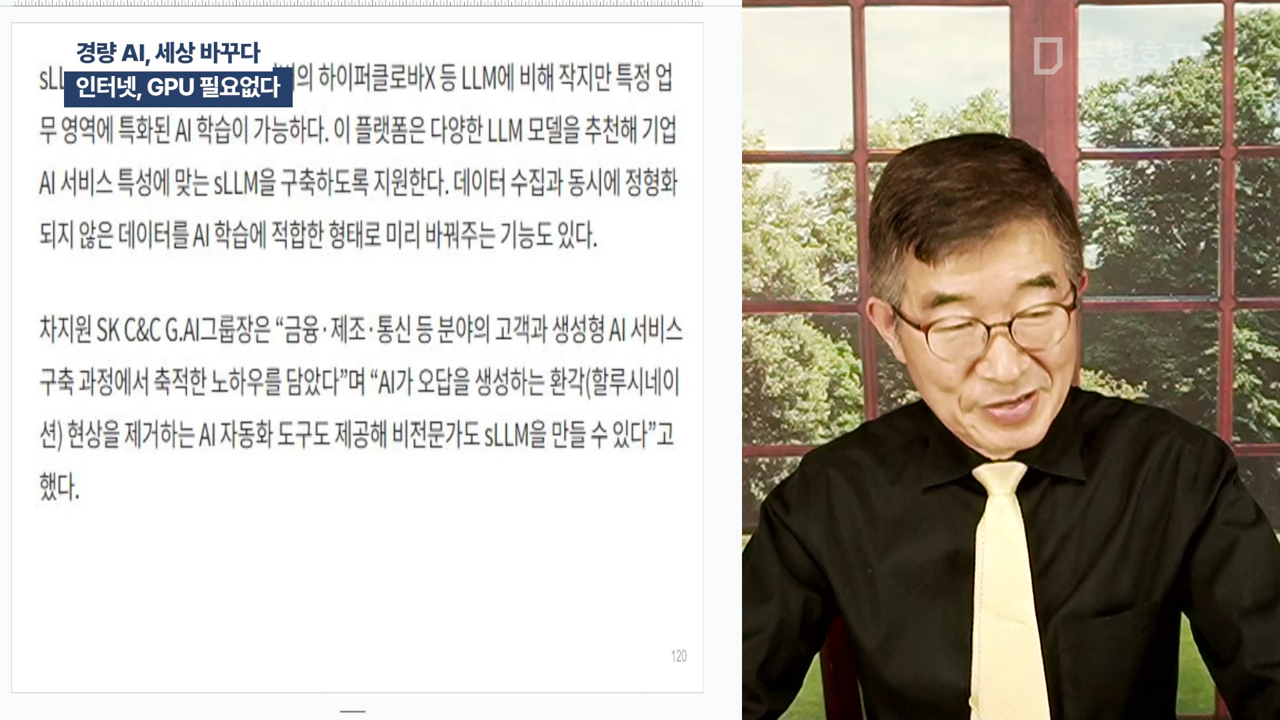 경량 AI, 세상 바꾸다
인터넷, GPU 필요없다
공병호TV
의 하이퍼클로바X 등 LLM에 비해 작지만 특정 업
무 영역에 특화된 AI 학습이 가능하다. 이 플랫폼은 다양한 LLM 모델을 추천해 기업
AI 서비스 특성에 맞는 sLLM을 구축하도록 지원한다. 데이터 수집과 동시에 정형화
되지 않은 데이터를 AI 학습에 적합한 형태로 미리 바꿔주는 기능도 있다.
차지원 SK C&C G.AI그룹장은 “금융·제조·통신 등 분야의 고객과 생성형 AI 서비스
구축 과정에서 축적한 노하우를 담았다”며 “AI가 오답을 생성하는 환각(할루시네이
션) 현상을 제거하는 AI 자동화 도구도 제공해 비전문가도 sLLM을 만들 수 있다”고
했다.
120